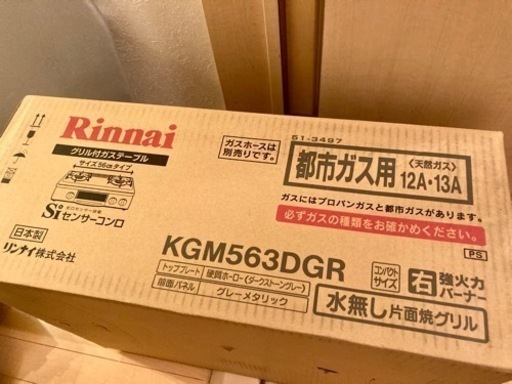 Rinnai
グリル付ガステーブル
サイズ56cmタイプ
Siセンサーコンロ
日本製
リンナイ株式会社
ガスホースは
別売りです。
51-3497
都市ガス用
〈天然ガス〉
12A・13A
ガスにはプロパンガスと都市ガスがあります。
必ずガスの種類をお確かめください。
PS
KGM563DGR
トッププレート 硬質ホーロー(ダークストーングレー)
前面パネル グレーメタリック
コンパクト
サイズ
右 強火力
バーナー
水無し片面焼グリル